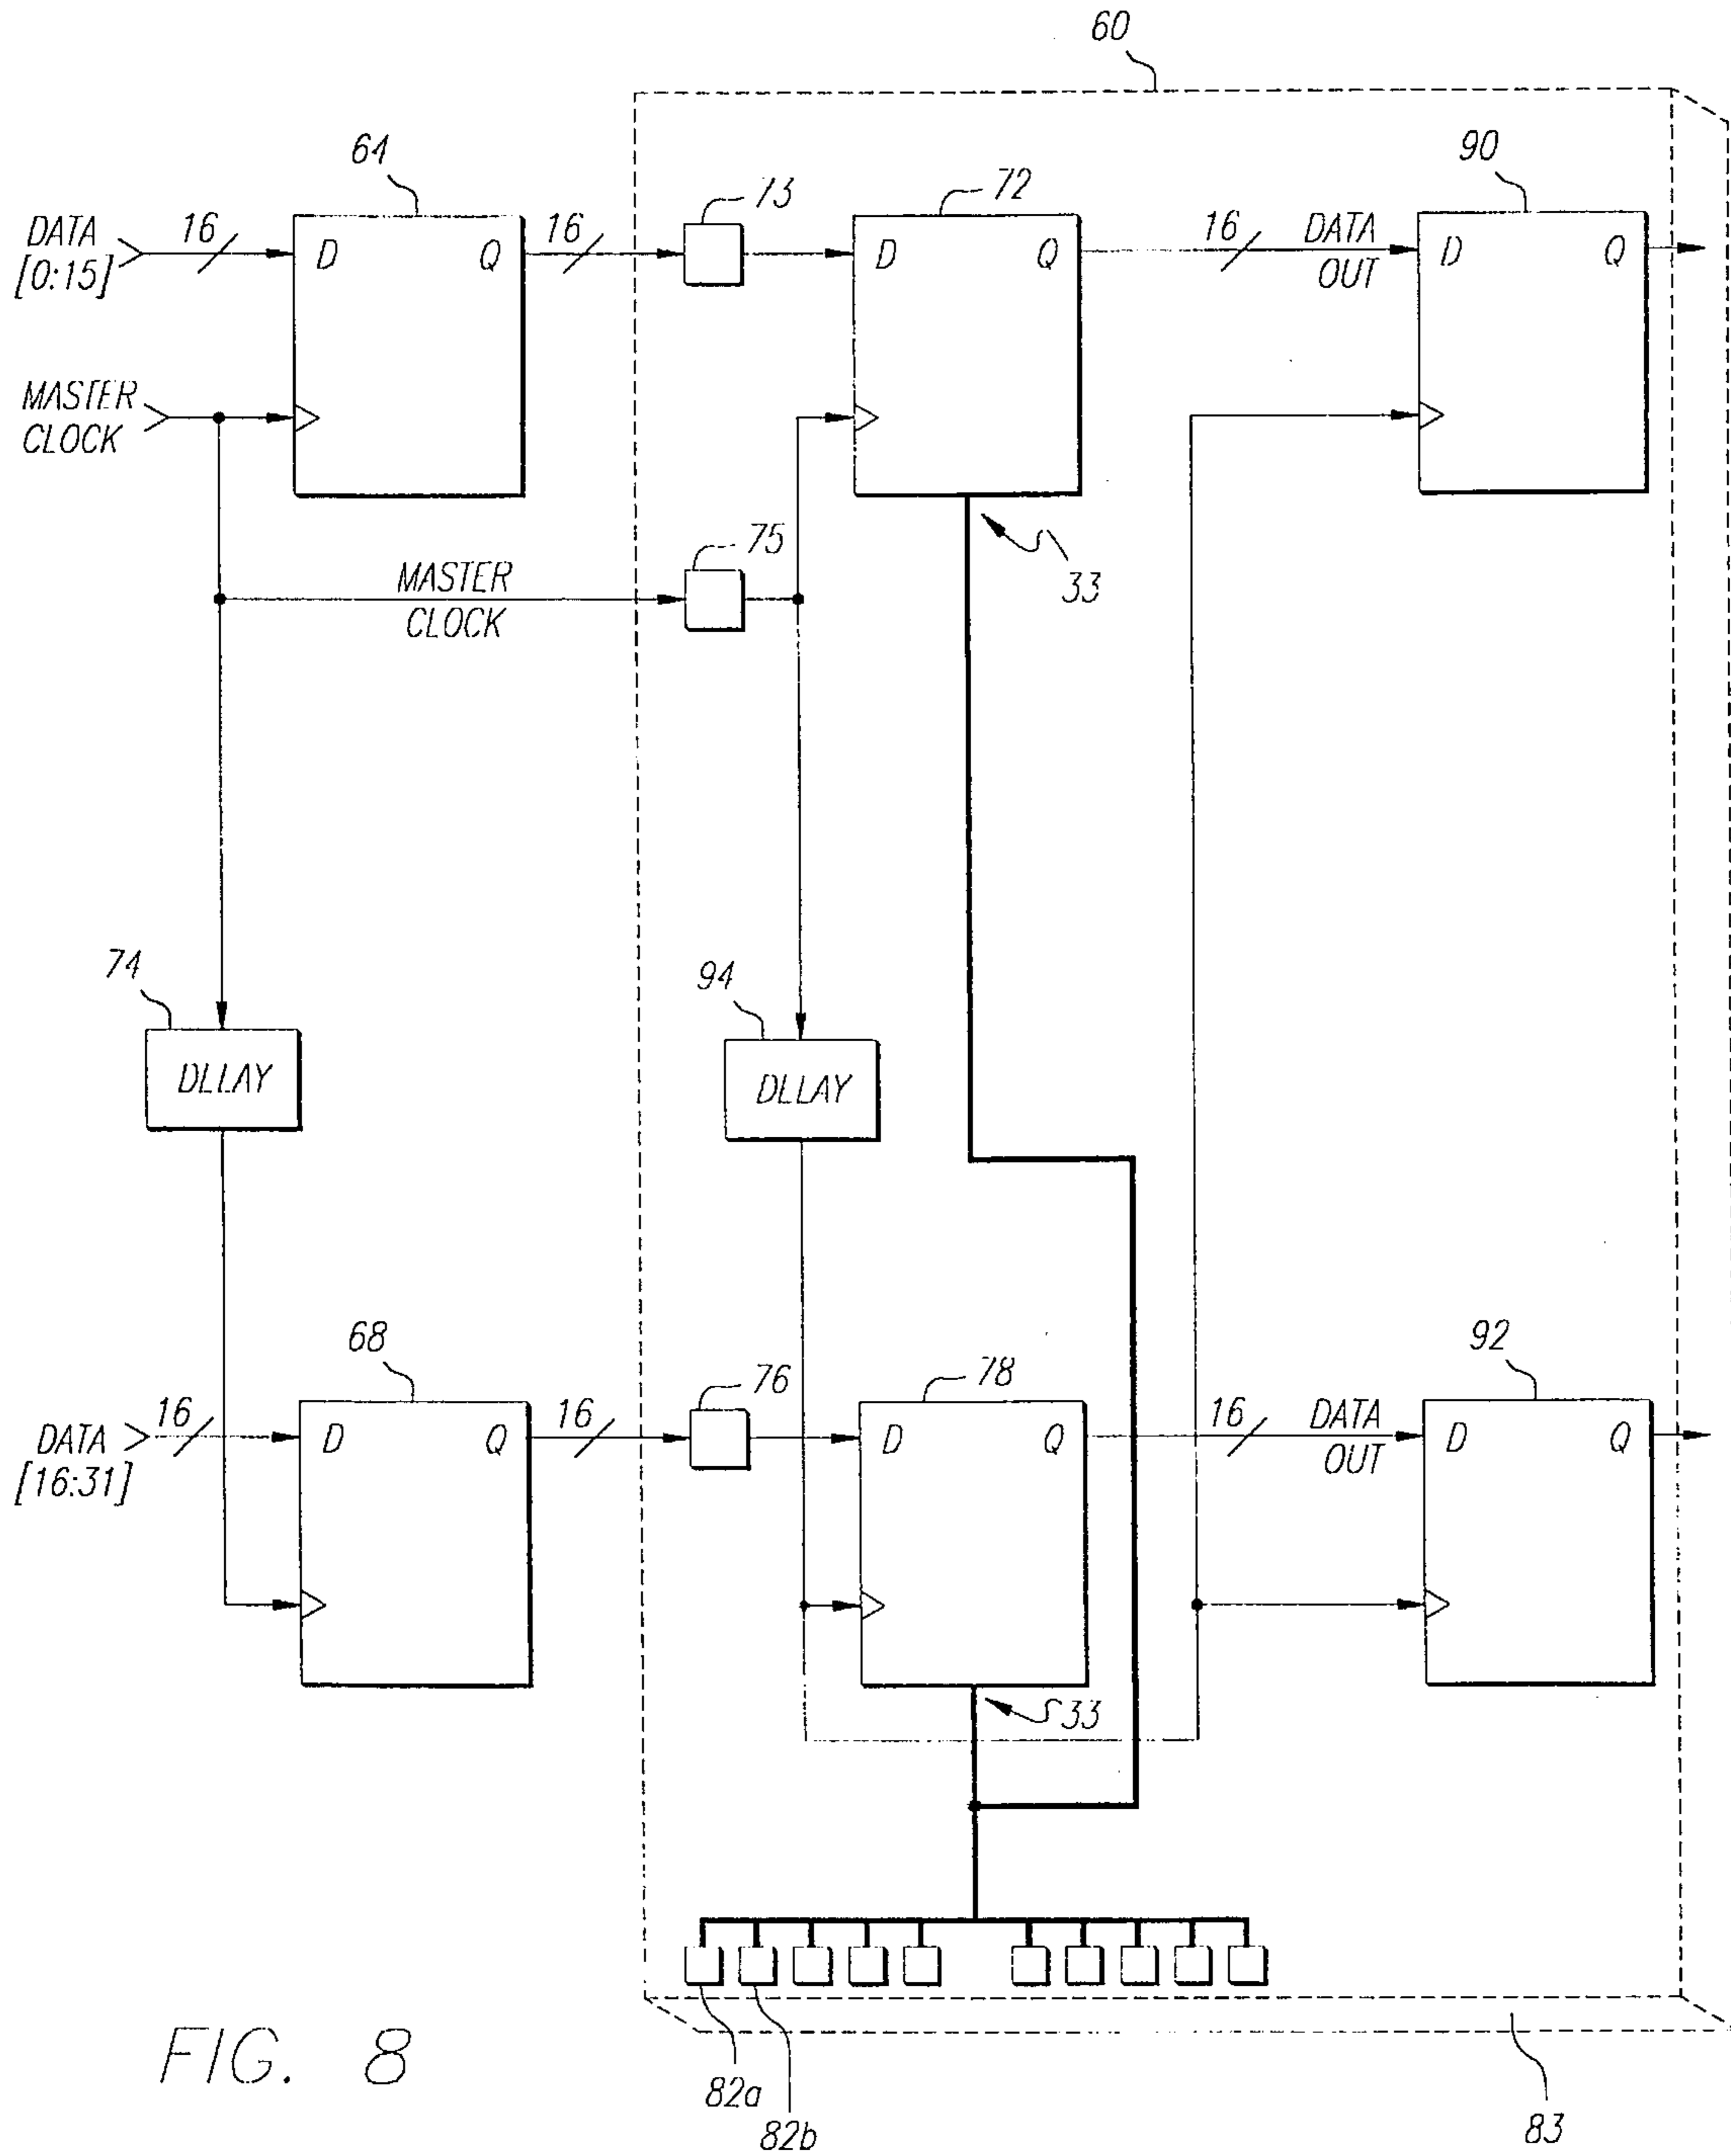 60
64
73
72
90
DATA
[0:15]
16
D Q
16
D Q
16
DATA
OUT
D Q
MASTER
CLOCK
75
MASTER
CLOCK
33
74
DLLAY
94
DLLAY
68
76
78
92
DATA
[16:31]
16
D Q
16
D Q
16
DATA
OUT
D Q
33
FIG. 8
82a
82b
83